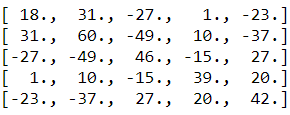 [ 18., 31., -27., 1., -23.]
[ 31., 60., -49., 10., -37.]
[-27., -49., 46., -15., 27.]
[ 1., 10., -15., 39., 20.]
[-23., -37., 27., 20., 42.]